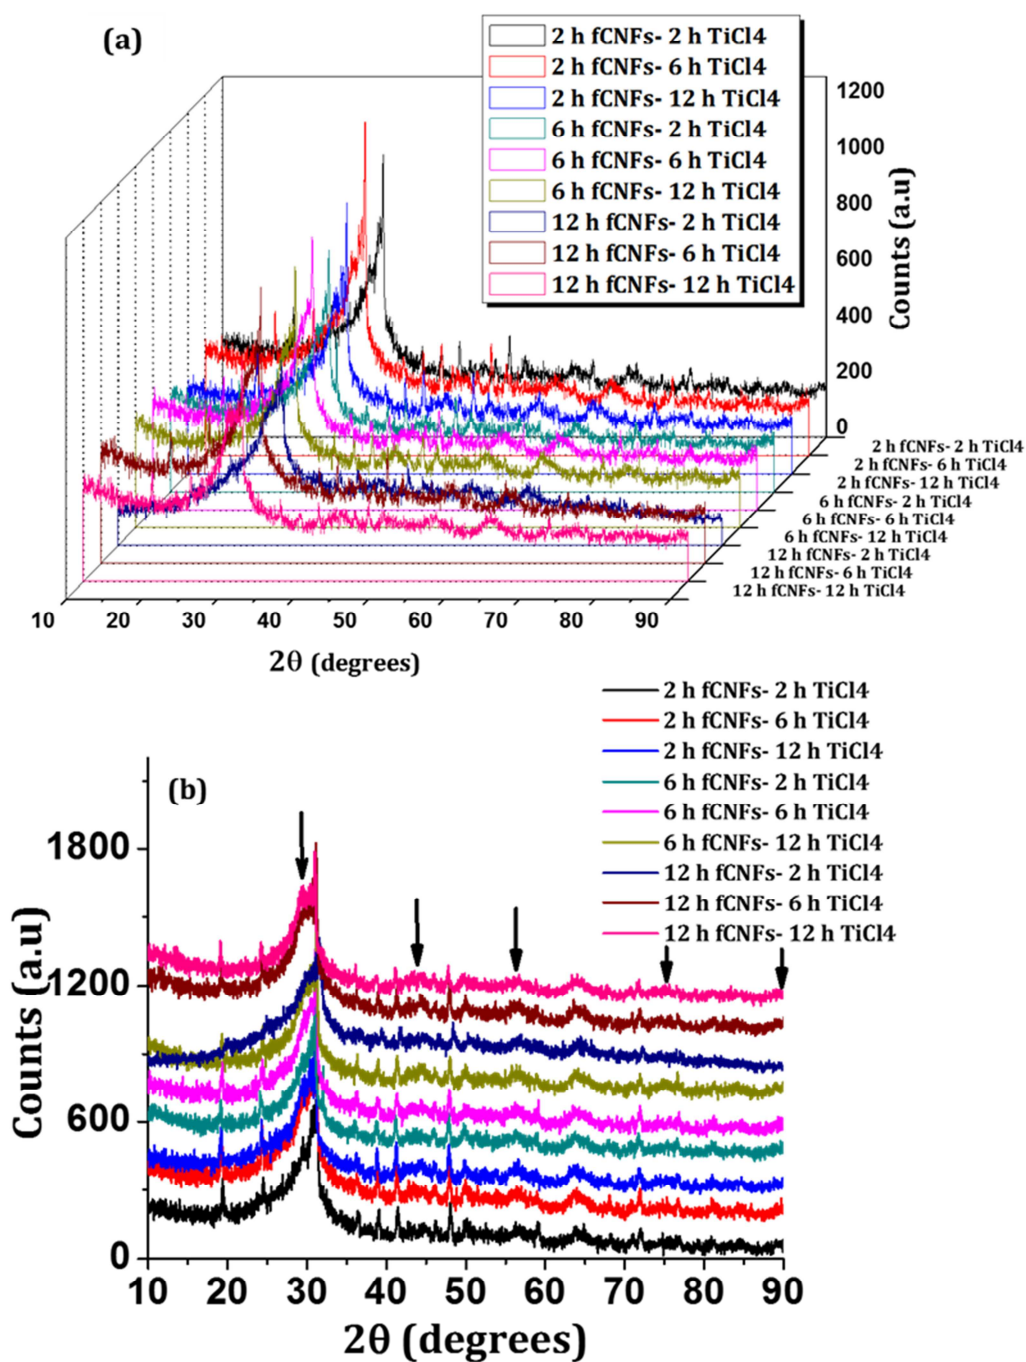 (a)
2 h fCNFs- 2 h TiCl4
2 h fCNFs- 6 h TiCl4
2 h fCNFs- 12 h TiCl4
6 h fCNFs- 2 h TiCl4
6 h fCNFs- 6 h TiCl4
6 h fCNFs- 12 h TiCl4
12 h fCNFs- 2 h TiCl4
12 h fCNFs- 6 h TiCl4
12 h fCNFs- 12 h TiCl4
1200
1000
800
600
400
200
0
Counts (a.u)
2 h fCNFs- 2 h TiCl4
2 h fCNFs- 6 h TiCl4
2 h fCNFs- 12 h TiCl4
6 h fCNFs- 2 h TiCl4
6 h fCNFs- 6 h TiCl4
6 h fCNFs- 12 h TiCl4
12 h fCNFs- 2 h TiCl4
12 h fCNFs- 6 h TiCl4
12 h fCNFs- 12 h TiCl4
10 20 30 40 50 60 70 80 90
2θ (degrees)
2 h fCNFs- 2 h TiCl4
2 h fCNFs- 6 h TiCl4
2 h fCNFs- 12 h TiCl4
6 h fCNFs- 2 h TiCl4
6 h fCNFs- 6 h TiCl4
6 h fCNFs- 12 h TiCl4
12 h fCNFs- 2 h TiCl4
12 h fCNFs- 6 h TiCl4
12 h fCNFs- 12 h TiCl4
(b)
1800
1200
600
0
Counts (a.u)
10 20 30 40 50 60 70 80 90
2θ (degrees)